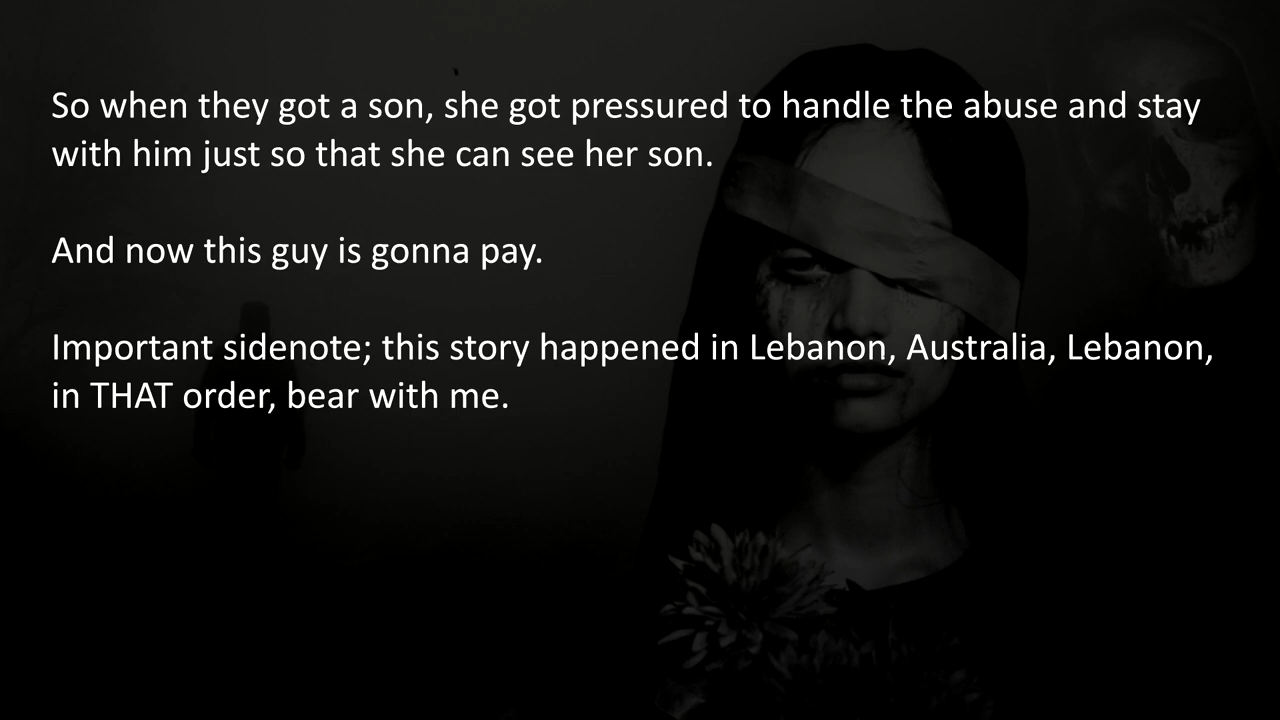 So when they got a son, she got pressured to handle the abuse and stay
with him just so that she can see her son.
And now this guy is gonna pay.
Important sidenote; this story happened in Lebanon, Australia, Lebanon,
in THAT order, bear with me.